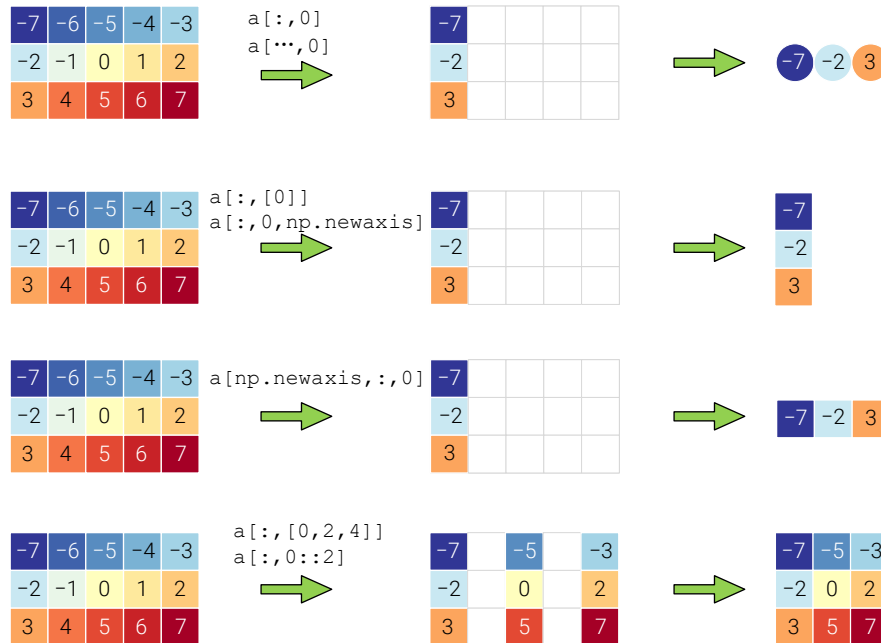 −7 −6 −5 −4 −3
−2 −1 0 1 2
3 4 5 6 7
a[:,0]
a[⋯,0]
−7
−2
3
−7 −2 3
−7 −6 −5 −4 −3
−2 −1 0 1 2
3 4 5 6 7
a[:,[0]]
a[:,0,np.newaxis]
−7
−2
3
−7
−2
3
−7 −6 −5 −4 −3
−2 −1 0 1 2
3 4 5 6 7
a[np.newaxis,:,0]
−7
−2
3
−7 −2 3
−7 −6 −5 −4 −3
−2 −1 0 1 2
3 4 5 6 7
a[:,[0,2,4]]
a[:,0::2]
−7 −5 −3
−2 0 2
3 5 7
−7 −5 −3
−2 0 2
3 5 7